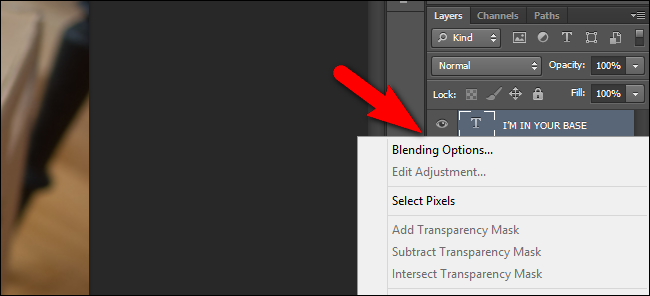 Layers Channels Paths
Kind T
Normal Opacity: 100%
Lock: Fill: 100%
T I'M IN YOUR BASE
Blending Options...
Edit Adjustment...
Select Pixels
Add Transparency Mask
Subtract Transparency Mask
Intersect Transparency Mask